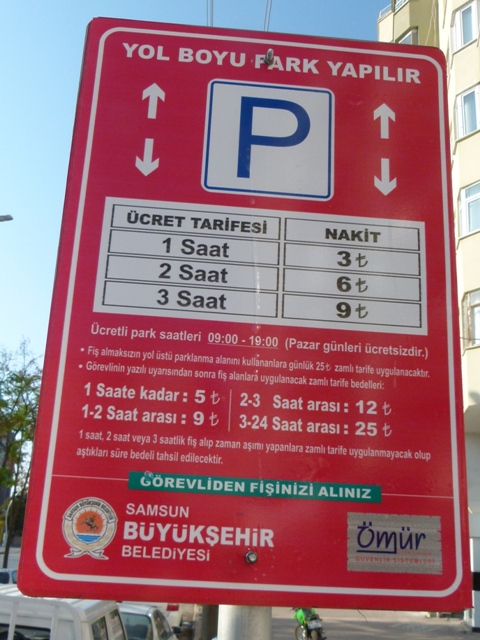 YOL BOYU PARK YAPILIR
P
ÜCRET TARİFESİ NAKİT
1 Saat 3 ₺
2 Saat 6 ₺
3 Saat 9 ₺
Ücretli park saatleri 09:00 - 19:00 (Pazar günleri ücretsizdir.)
• Fiş almaksızın yol üstü parklanma alanını kullananlara günlük 25 ₺ zamlı tarife uygulanacaktır.
• Görevlinin yazılı uyarısından sonra fiş alanlara uygulanacak zamlı tarife bedelleri:
1 Saate kadar : 5 ₺ 2-3 Saat arası : 12 ₺
1-2 Saat arası : 9 ₺ 3-24 Saat arası : 25 ₺
1 saat, 2 saat veya 3 saatlik fiş alıp zaman aşımı yapanlara zamlı tarife uygulanmayacak olup
aştıkları süre bedeli tahsil edilecektir.
GÖREVLİDEN FİŞİNİZİ ALINIZ
SAMSUN
BÜYÜKŞEHİR
BELEDİYESİ
Ömür
GÜVENLİK SİSTEMLERİ